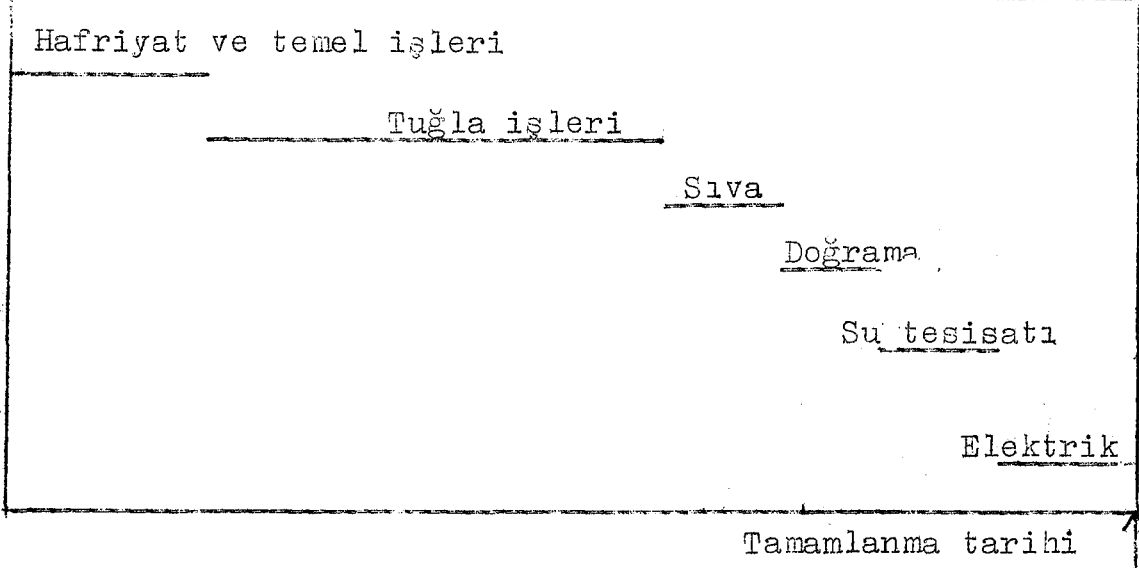 Hafriyat ve temel işleri
Tuğla işleri
Sıva
Doğrama
Su tesisatı
Elektrik
Tamamlanma tarihi